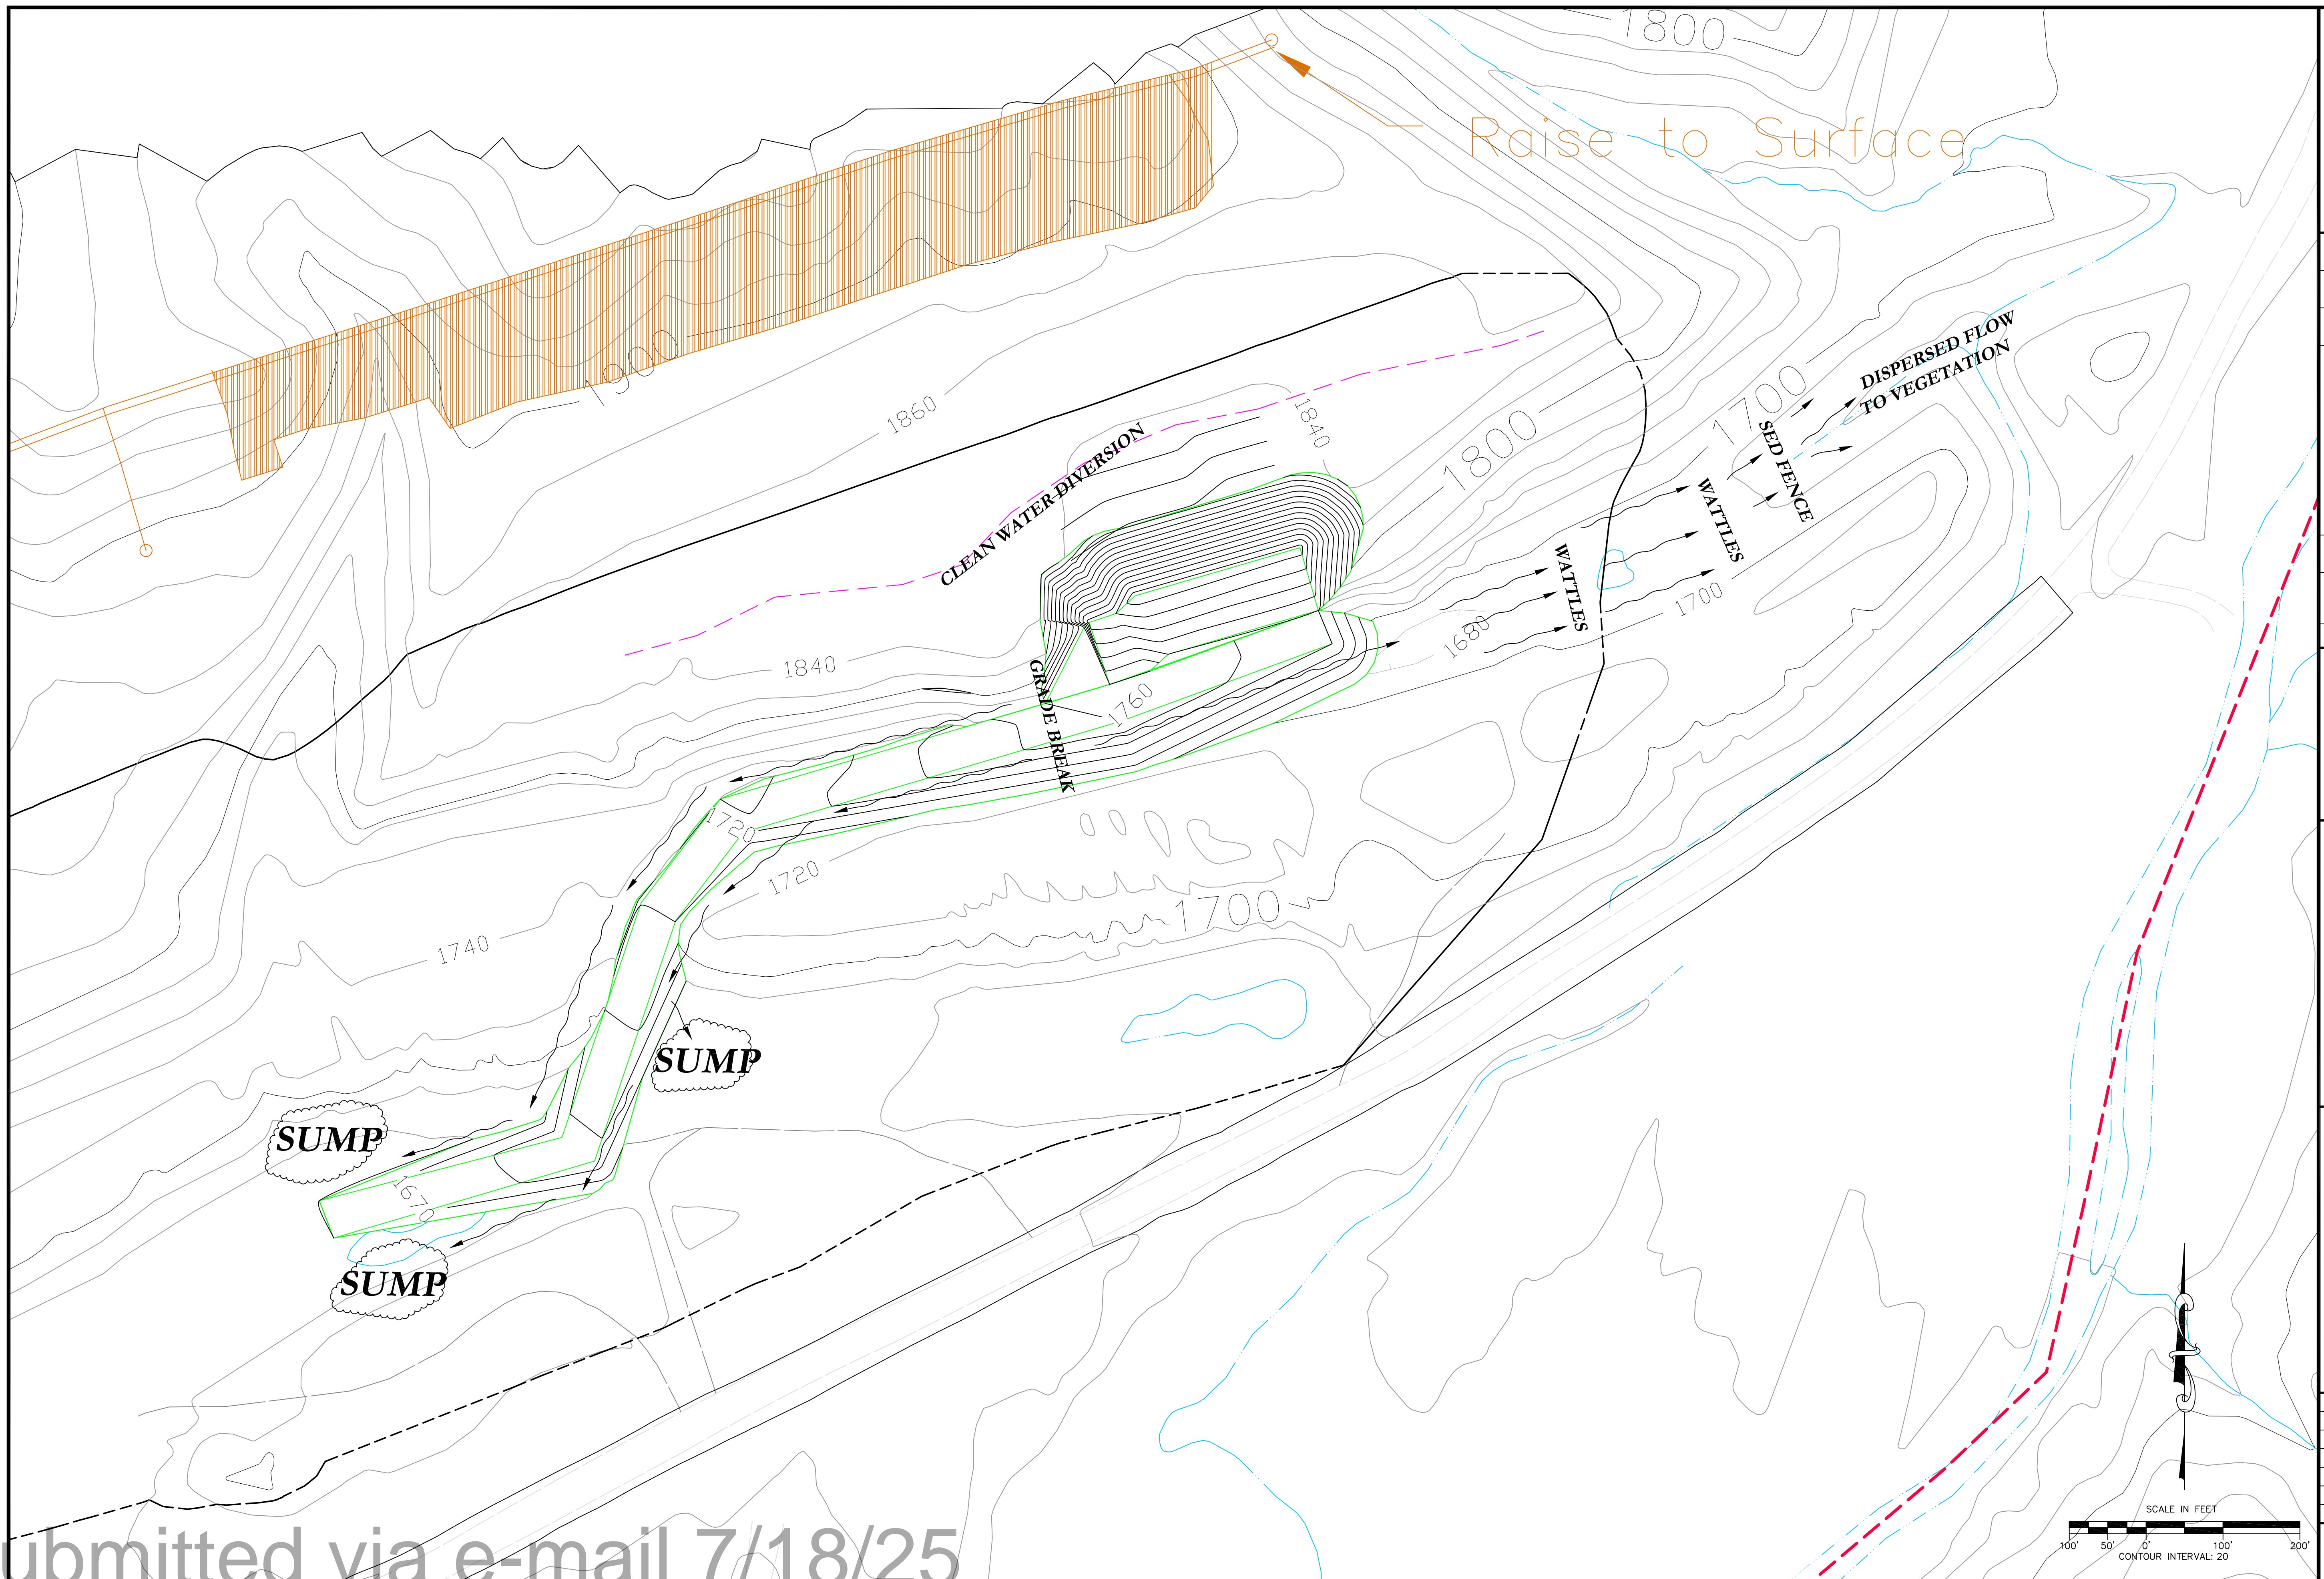 1800
Raise to Surface
DISPERSED FLOW
TO VEGETATION
1900
1860
1840
1700
1800
SED FENCE
CLEAN WATER DIVERSION
WATTLES
WATTLES
1700
1680
1840
GRADE BREAK
1760
1720
1720
1700
1740
SUMP
SUMP
1670
SUMP
SCALE IN FEET
100' 50' 0' 100' 200'
CONTOUR INTERVAL: 20
ubmitted via e-mail 7/18/25